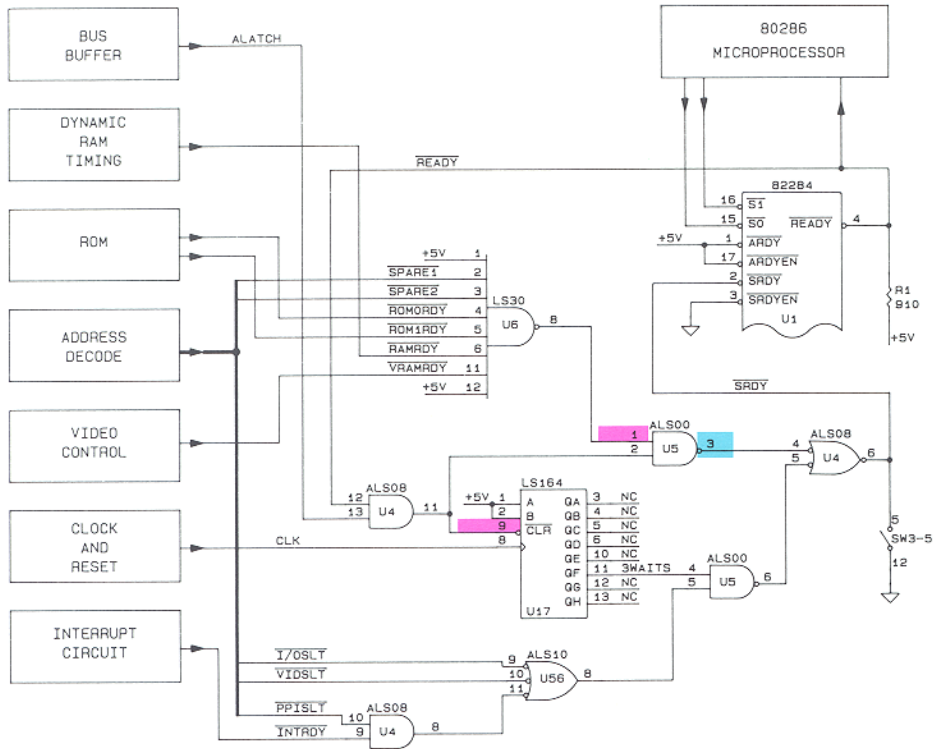 BUS
BUFFER
ALATCH
80286
MICROPROCESSOR
DYNAMIC
RAM
TIMING
READY
82284
16 S1
15 S0
READY 4
+5V 1 ARDY
17 ARDYEN
2 SRDY
3 SRDYEN
U1
R1
910
+5V
ROM
+5V 1
SPARE1 2
SPARE2 3
LS30
ROM0RDY 4
U6 8
ROM1RDY 5
RAMRDY 6
VRAMRDY 11
+5V 12
ADDRESS
DECODE
SRDY
VIDEO
CONTROL
ALS00
1
2
U5
3
ALS08
4
5
U4
6
ALS08
12
13
U4
11
LS164
+5V 1 A QA 3 NC
2 B QB 4 NC
9 CLR QC 5 NC
8 QD 6 NC
QE 10 NC
QF 11 3WAITS
QG 12 NC
QH 13 NC
U17
CLOCK
AND
RESET
CLK
ALS00
4
5
U5
6
5
SW3-5
12
INTERRUPT
CIRCUIT
I/OSLT 9
ALS10
VIDSLT 10
U56 8
11
PPISLT 10
ALS08
INTRDY 9
U4 8